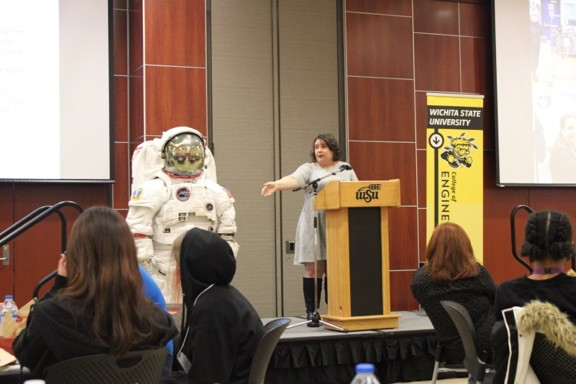 WICHITA STATE
UNIVERSITY
College of
ENGINE
WSU